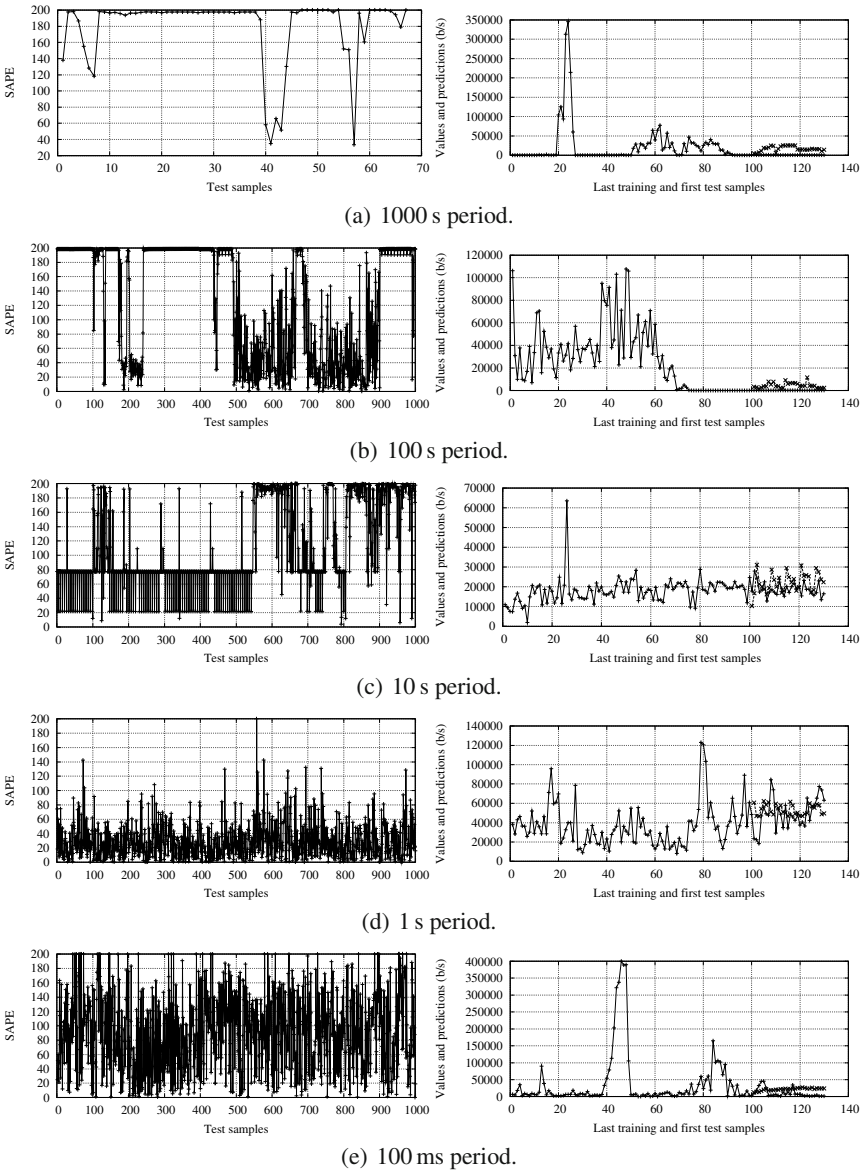 200
180
160
140
120
100
80
60
40
20
SAPE
0 10 20 30 40 50 60 70
Test samples
350000
300000
250000
200000
150000
100000
50000
0
Values and predictions (b/s)
0 20 40 60 80 100 120 140
Last training and first test samples
(a) 1000 s period.
200
180
160
140
120
100
80
60
40
20
0
SAPE
0 100 200 300 400 500 600 700 800 900 1000
Test samples
120000
100000
80000
60000
40000
20000
0
Values and predictions (b/s)
0 20 40 60 80 100 120 140
Last training and first test samples
(b) 100 s period.
200
180
160
140
120
100
80
60
40
20
0
SAPE
0 100 200 300 400 500 600 700 800 900 1000
Test samples
70000
60000
50000
40000
30000
20000
10000
0
Values and predictions (b/s)
0 20 40 60 80 100 120 140
Last training and first test samples
(c) 10 s period.
200
180
160
140
120
100
80
60
40
20
0
SAPE
0 100 200 300 400 500 600 700 800 900 1000
Test samples
140000
120000
100000
80000
60000
40000
20000
0
Values and predictions (b/s)
0 20 40 60 80 100 120 140
Last training and first test samples
(d) 1 s period.
200
180
160
140
120
100
80
60
40
20
0
SAPE
0 100 200 300 400 500 600 700 800 900 1000
Test samples
400000
350000
300000
250000
200000
150000
100000
50000
0
Values and predictions (b/s)
0 20 40 60 80 100 120 140
Last training and first test samples
(e) 100 ms period.